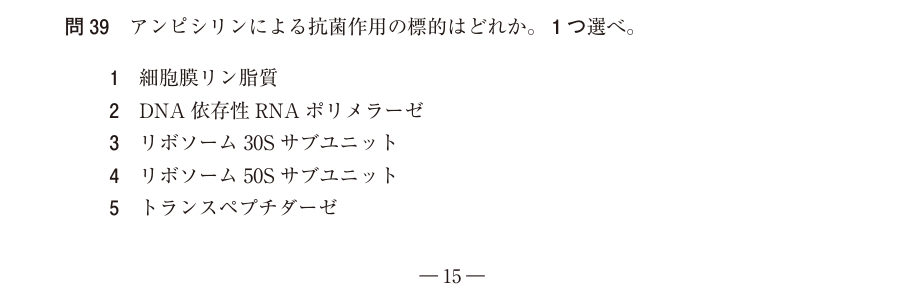 問 39 アンピシリンによる抗菌作用の標的はどれか。1つ選べ。
1 細胞膜リン脂質
2 DNA 依存性 RNA ポリメラーゼ
3 リボソーム 30S サブユニット
4 リボソーム 50S サブユニット
5 トランスペプチダーゼ
— 15 —